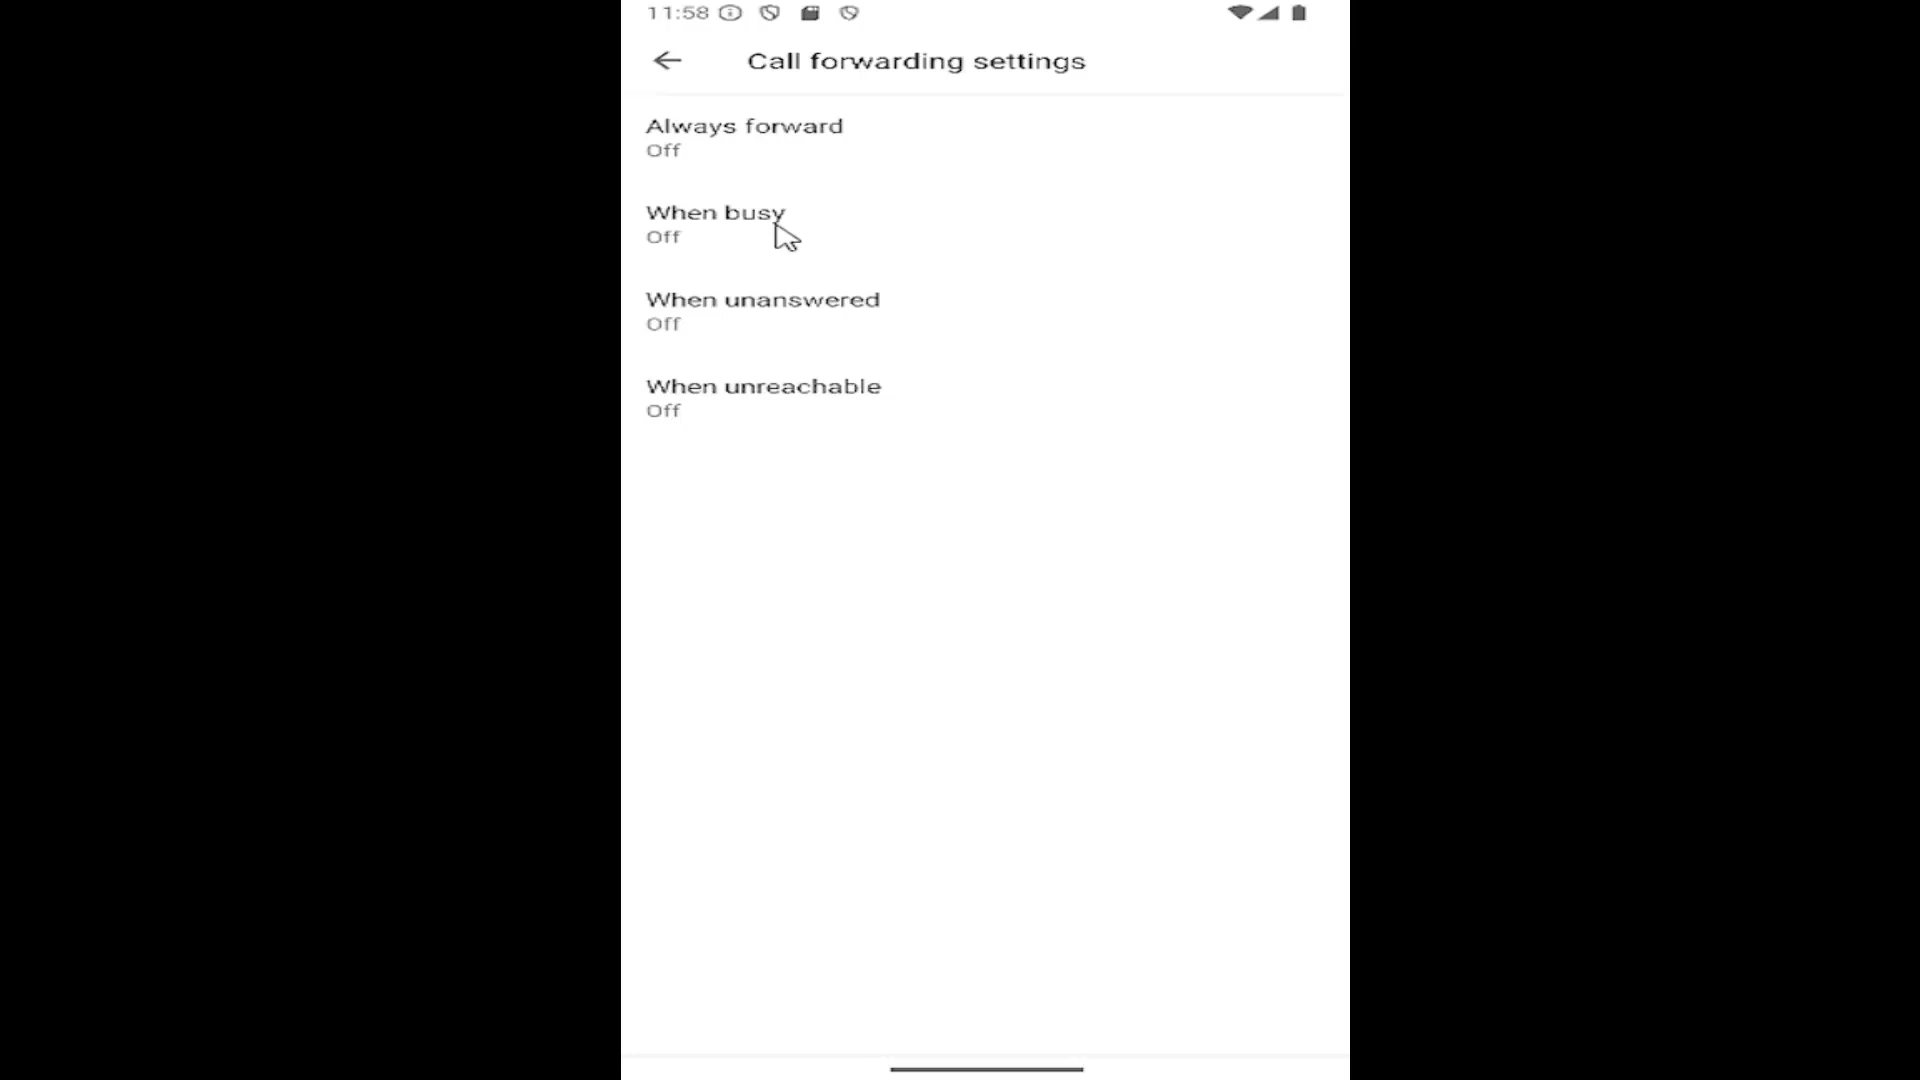 11:58
Call forwarding settings
Always forward
Off
When busy
Off
When unanswered
Off
When unreachable
Off